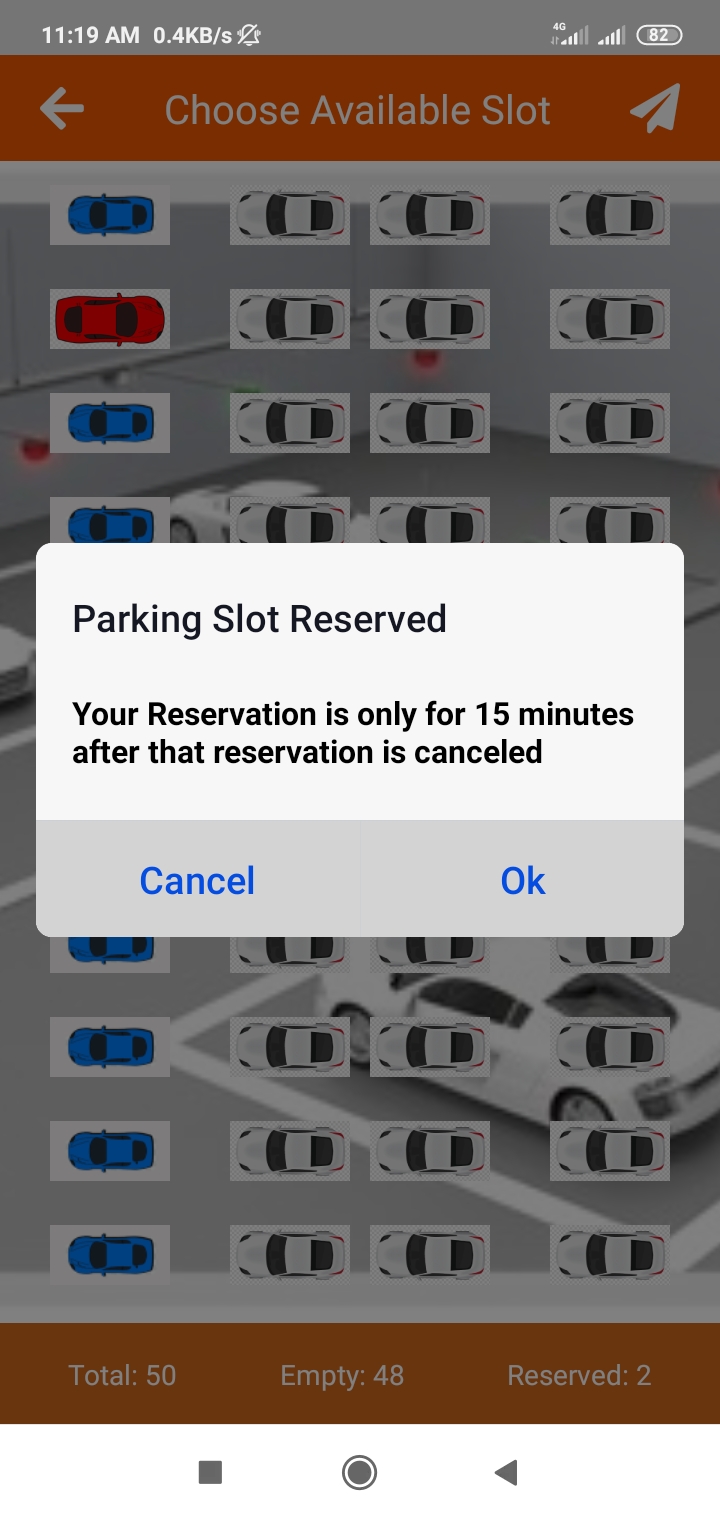 11:19 AM 0.4KB/s 4G 82
Choose Available Slot
Parking Slot Reserved
Your Reservation is only for 15 minutes
after that reservation is canceled
Cancel Ok
Total: 50 Empty: 48 Reserved: 2